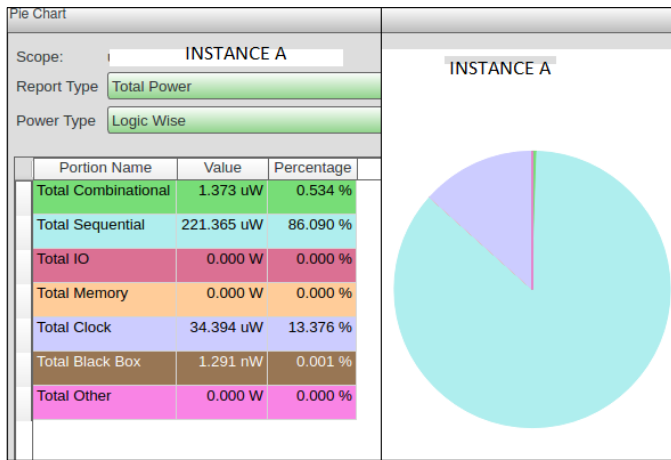 Pie Chart
Scope: INSTANCE A
Report Type Total Power
Power Type Logic Wise
Portion Name Value Percentage
Total Combinational 1.373 uW 0.534 %
Total Sequential 221.365 uW 86.090 %
Total IO 0.000 W 0.000 %
Total Memory 0.000 W 0.000 %
Total Clock 34.394 uW 13.376 %
Total Black Box 1.291 nW 0.001 %
Total Other 0.000 W 0.000 %
INSTANCE A